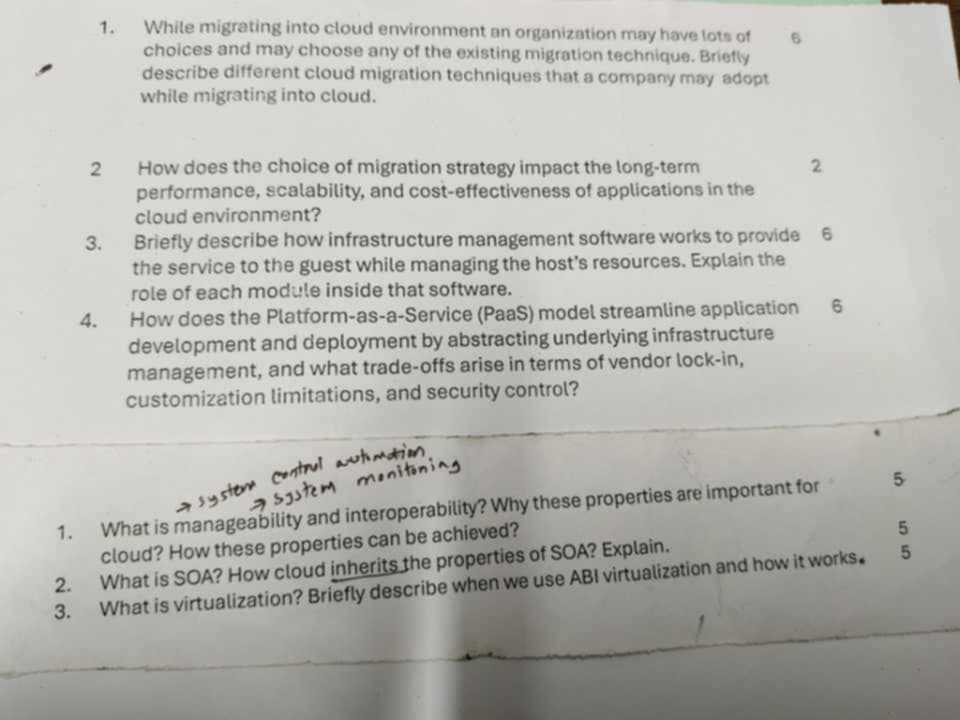 1. While migrating into cloud environment an organization may have lots of 6
choices and may choose any of the existing migration technique. Briefly
describe different cloud migration techniques that a company may adopt
while migrating into cloud.
2 How does the choice of migration strategy impact the long-term 2
performance, scalability, and cost-effectiveness of applications in the
cloud environment?
3. Briefly describe how infrastructure management software works to provide 6
the service to the guest while managing the host's resources. Explain the
role of each module inside that software.
4. How does the Platform-as-a-Service (PaaS) model streamline application 6
development and deployment by abstracting underlying infrastructure
management, and what trade-offs arise in terms of vendor lock-in,
customization limitations, and security control?
→ system control automation
→ system monitoring
1. What is manageability and interoperability? Why these properties are important for 5
cloud? How these properties can be achieved?
2. What is SOA? How cloud inherits the properties of SOA? Explain. 5
3. What is virtualization? Briefly describe when we use ABI virtualization and how it works. 5